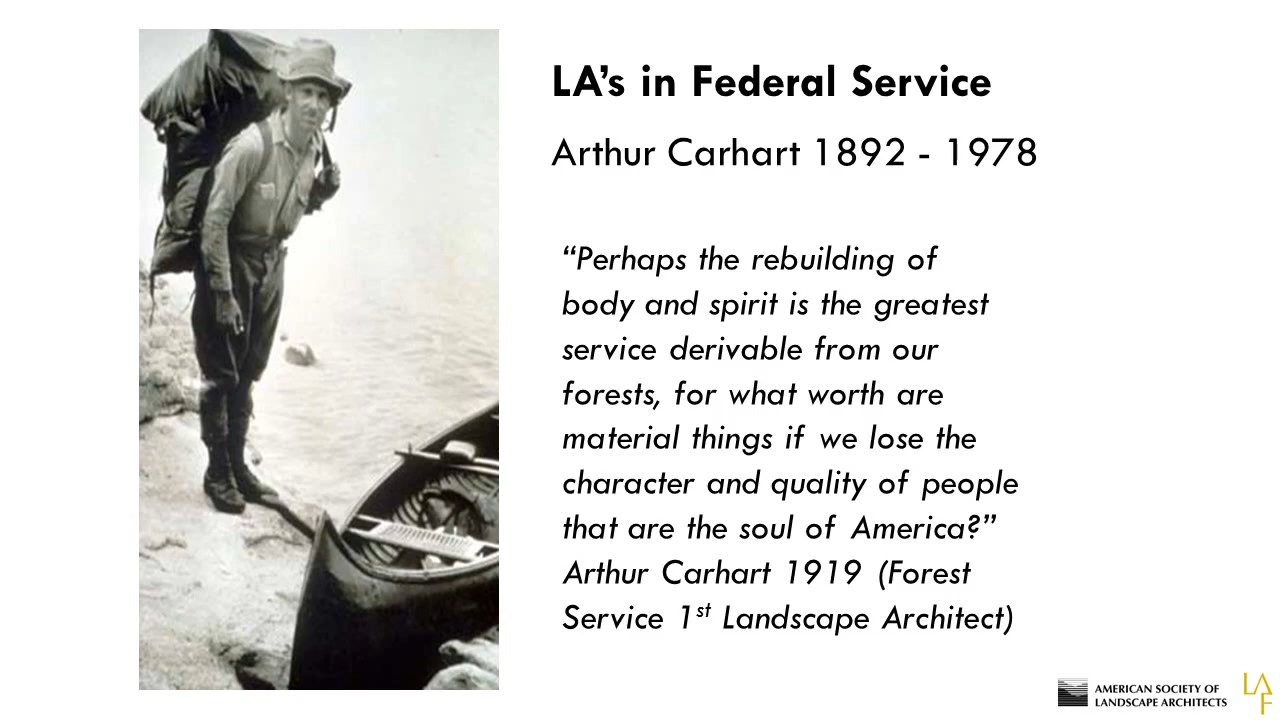 LA’s in Federal Service
Arthur Carhart 1892 - 1978
“Perhaps the rebuilding of
body and spirit is the greatest
service derivable from our
forests, for what worth are
material things if we lose the
character and quality of people
that are the soul of America?”
Arthur Carhart 1919 (Forest
Service 1st Landscape Architect)
AMERICAN SOCIETY OF
LANDSCAPE ARCHITECTS
LA
F